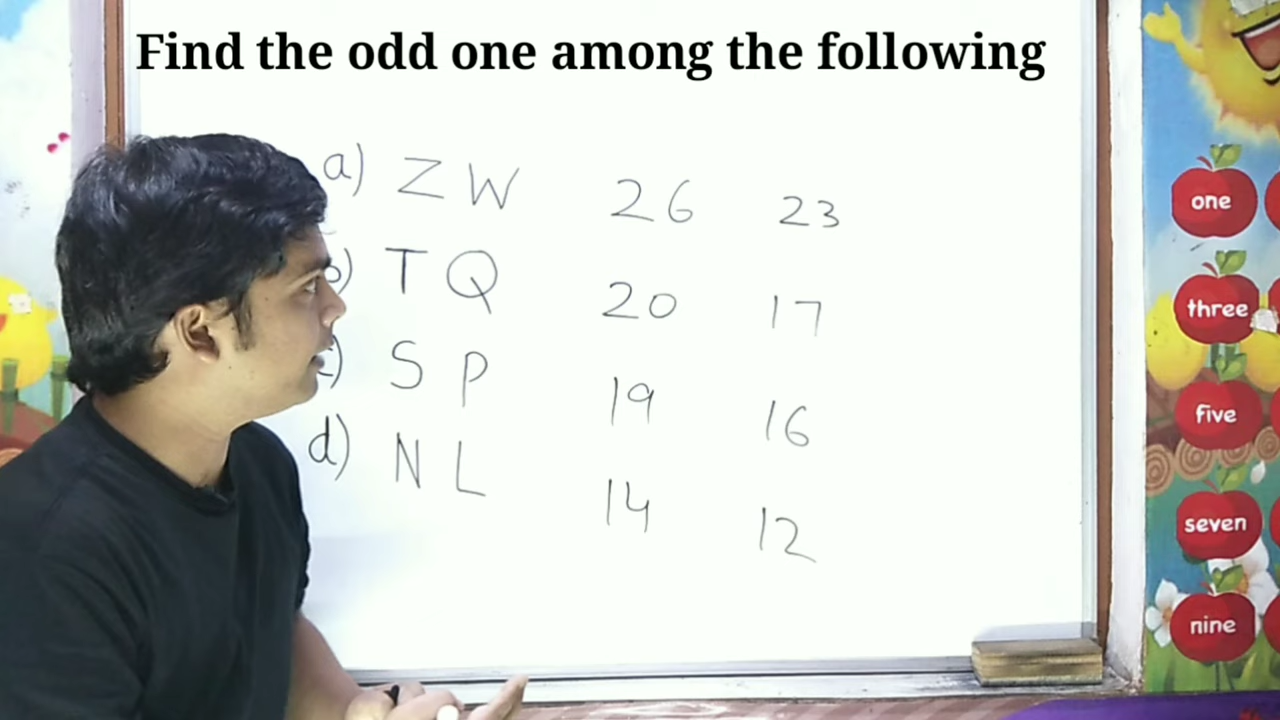 Find the odd one among the following
a) Z W 26 23
b) T Q 20 17
c) S P 19 16
d) N L 14 12
one
three
five
seven
nine